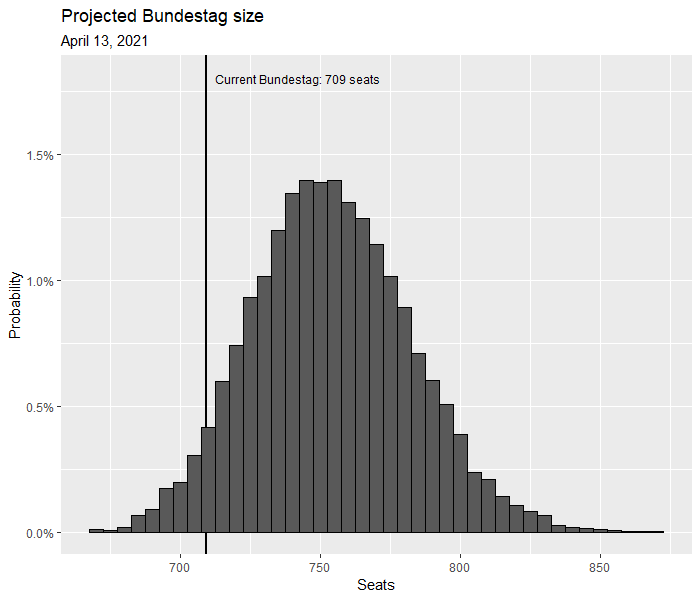 Projected Bundestag size
April 13, 2021
Current Bundestag: 709 seats
1.5%
1.0%
0.5%
0.0%
Probability
700 750 800 850
Seats